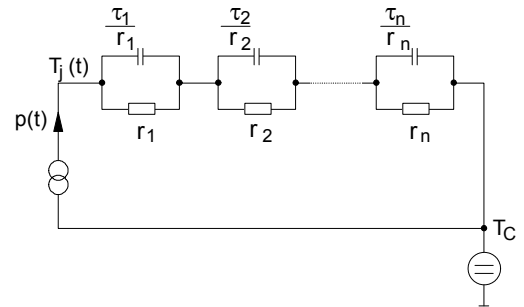 τ1 τ2 τn
r1 r2 rn
Tj (t)
r1 r2 rn
p(t)
TC